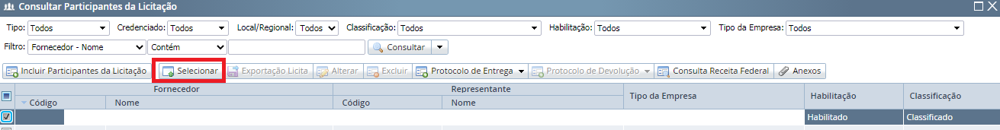 Consultar Participantes da Licitação
Tipo: Todos Credenciado: Todos Local/Regional: Todos Classificação: Todos Habilitação: Todos Tipo da Empresa: Todos
Filtro: Fornecedor - Nome Contém Consultar
Incluir Participantes da Licitação Selecionar Exportação Licita Alterar Excluir Protocolo de Entrega Protocolo de Devolução Consulta Receita Federal Anexos
Fornecedor Representante Tipo da Empresa Habilitação Classificação
Código Nome Código Nome
Habilitado Classificado